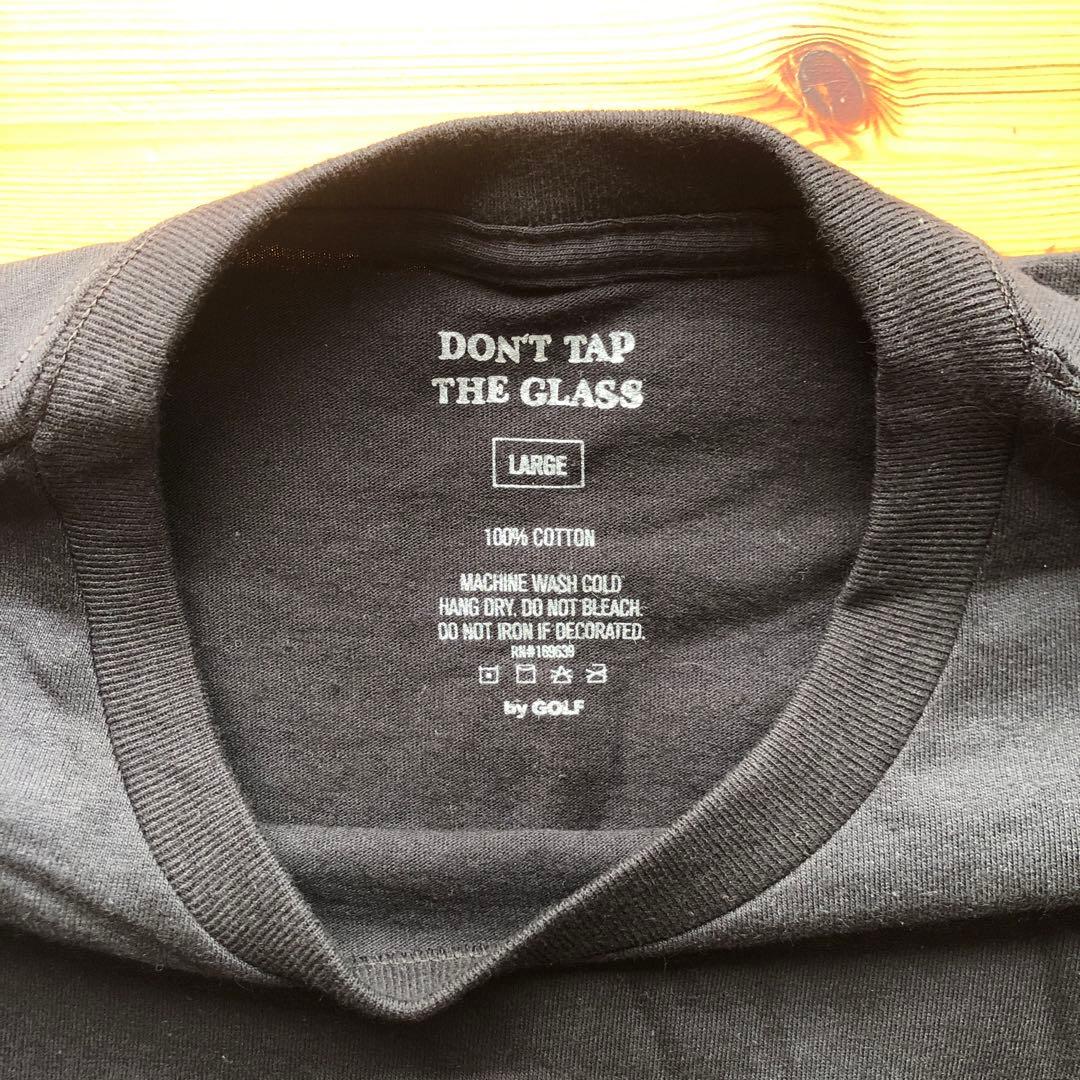 DON'T TAP
THE GLASS
LARGE
100% COTTON
MACHINE WASH COLD
HANG DRY. DO NOT BLEACH.
DO NOT IRON IF DECORATED.
RN#169639
by GOLF